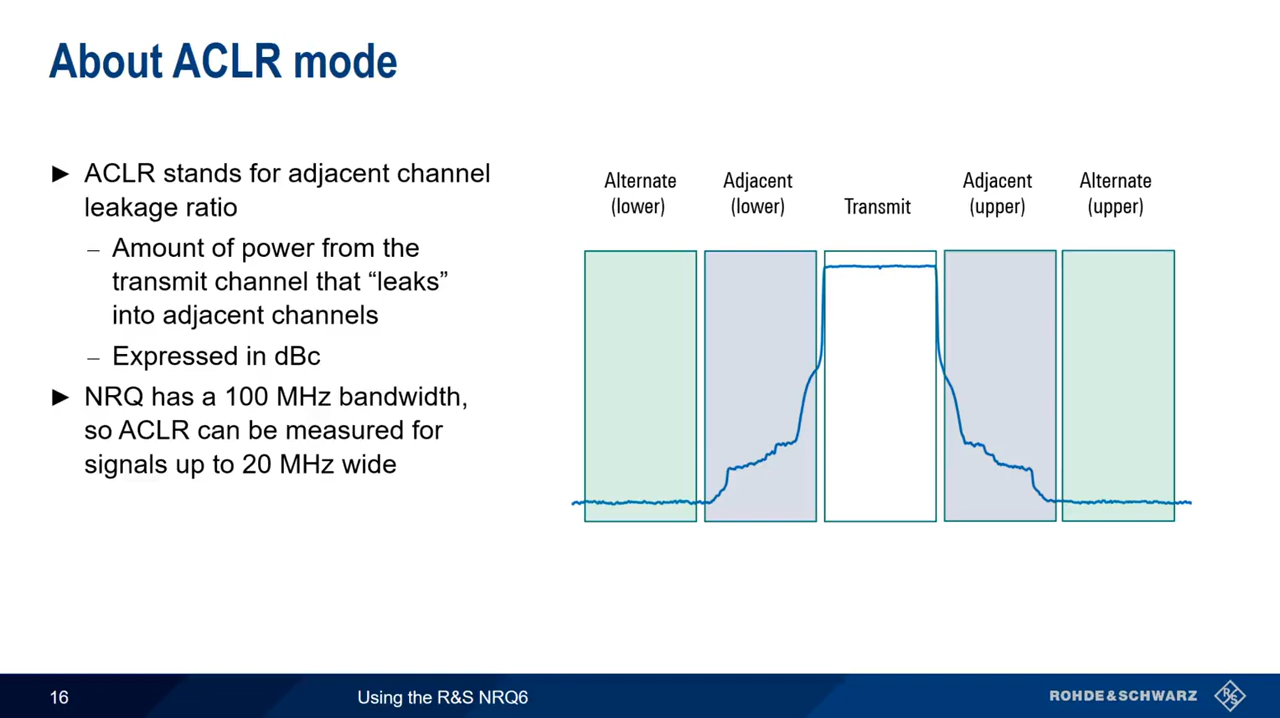 About ACLR mode
► ACLR stands for adjacent channel
leakage ratio
– Amount of power from the
transmit channel that “leaks”
into adjacent channels
– Expressed in dBc
► NRQ has a 100 MHz bandwidth,
so ACLR can be measured for
signals up to 20 MHz wide
Alternate
(lower)
Adjacent
(lower)
Transmit
Adjacent
(upper)
Alternate
(upper)
16
Using the R&S NRQ6
ROHDE&SCHWARZ
R&S